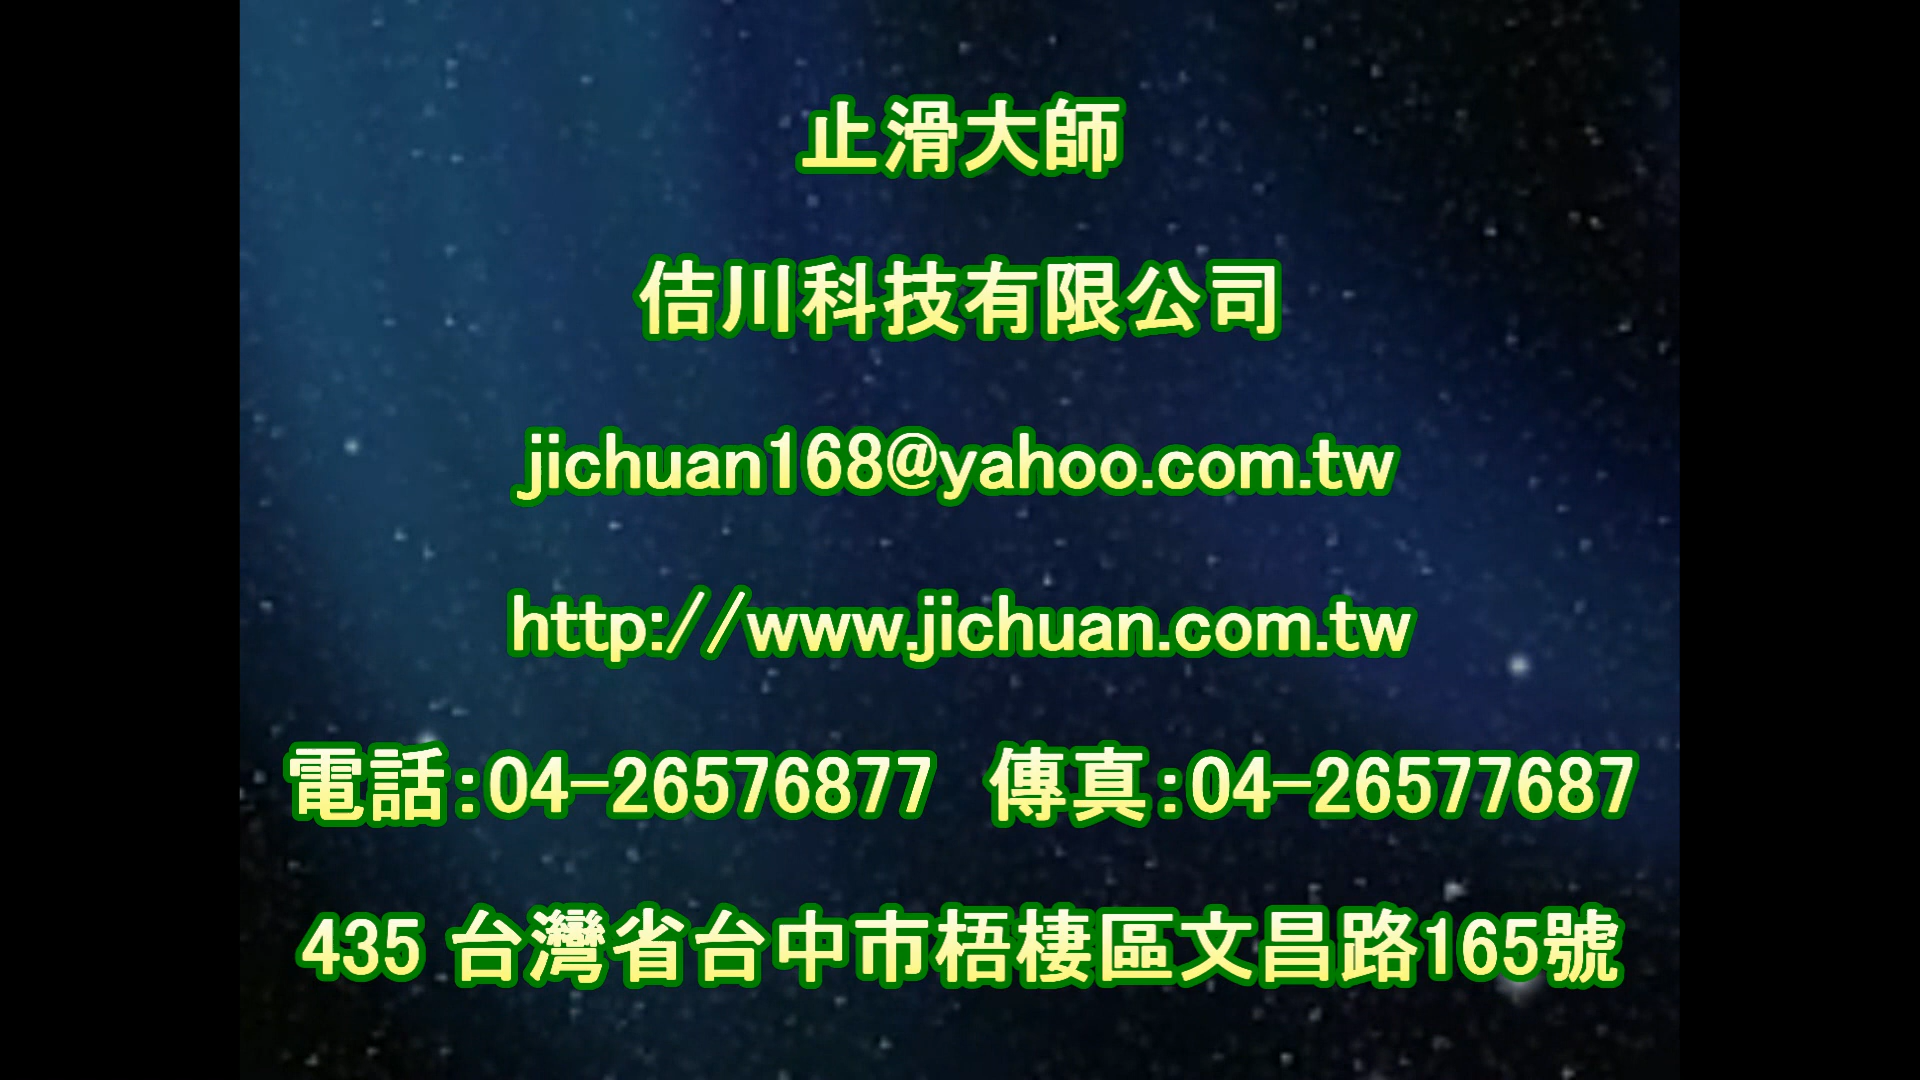 止滑大師
佶川科技有限公司
jichuan168@yahoo.com.tw
http://www.jichuan.com.tw
電話:04-26576877 傳真:04-26577687
435 台灣省台中市梧棲區文昌路165號